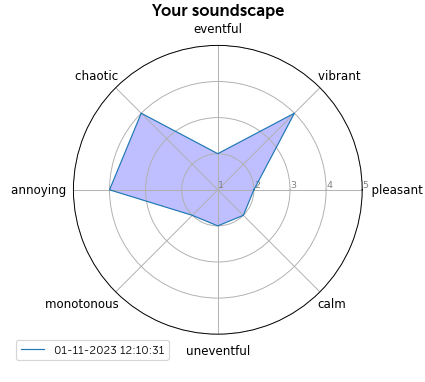 Your soundscape
eventful
chaotic
vibrant
annoying
1
2
3
4
5
pleasant
monotonous
calm
uneventful
01-11-2023 12:10:31